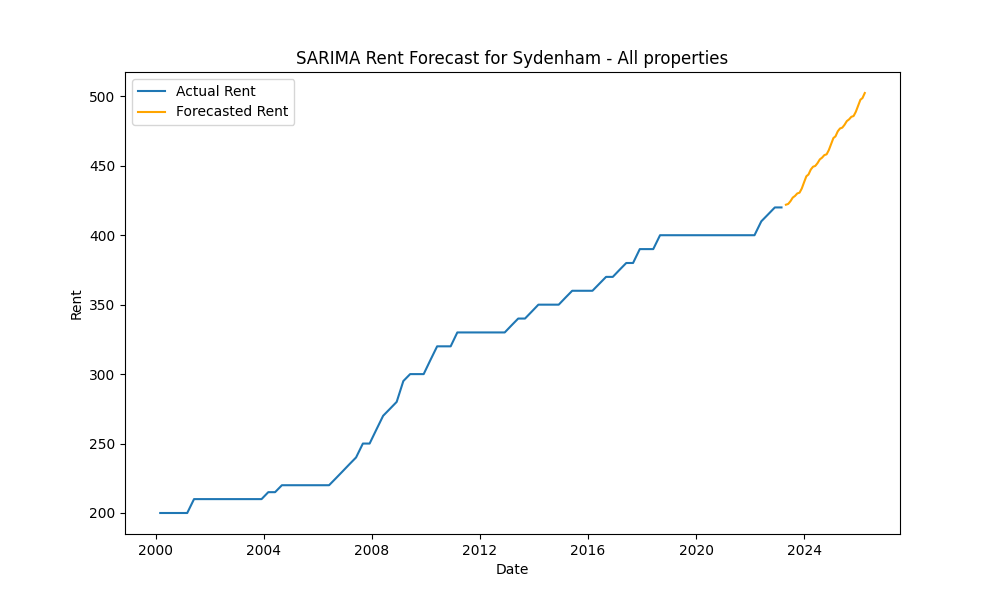 SARIMA Rent Forecast for Sydenham - All properties
Actual Rent
Forecasted Rent
500
450
400
350
300
250
200
Rent
2000 2004 2008 2012 2016 2020 2024
Date